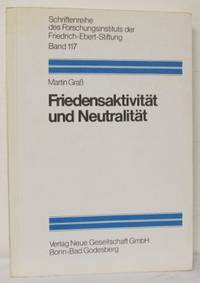 Schriftenreihe
des Forschungsinstituts der
Friedrich-Ebert-Stiftung
Band 117
Martin Graß
Friedensaktivität
und Neutralität
Verlag Neue Gesellschaft GmbH
Bonn-Bad Godesberg